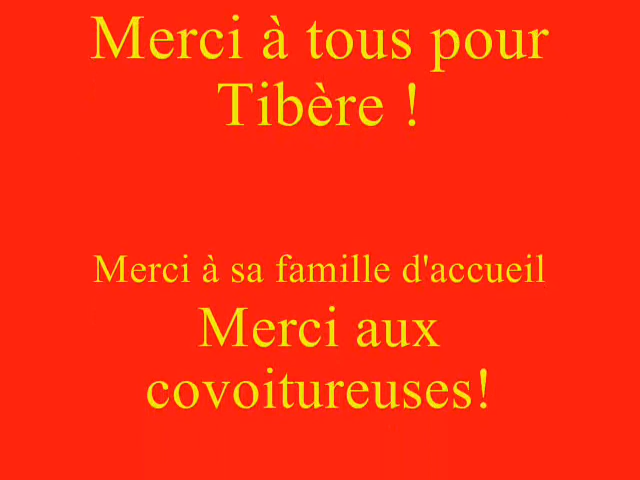 Merci à tous pour
Tibère !
Merci à sa famille d'accueil
Merci aux
covoitureuses!